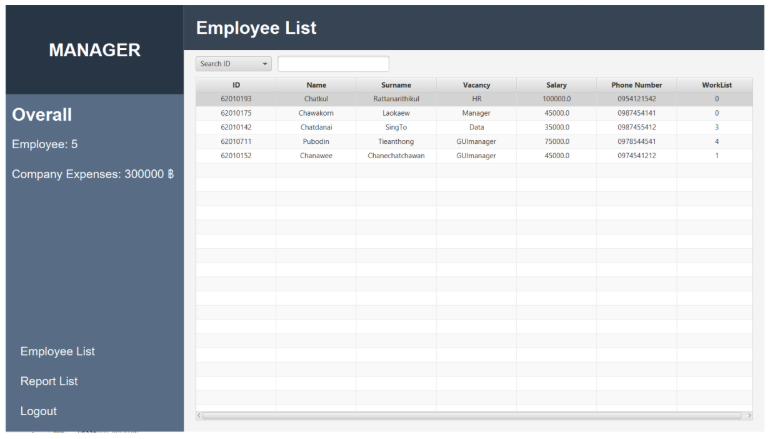 MANAGER
Employee List
Overall
Employee: 5
Company Expenses: 300000 ฿
Employee List
Report List
Logout
Search ID
ID Name Surname Vacancy Salary Phone Number WorkList
62010193 Chatkul Rattananthikul HR 100000.0 0954121542 0
62010175 Chawakorn Laokaew Manager 45000.0 0987454141 0
62010142 Chatdanai SingTo Data 35000.0 0987455412 3
62010711 Pubodin Tieanthong GUImanager 75000.0 0978544541 4
62010152 Chanawee Chanechatchawan GUImanager 45000.0 0974541212 1